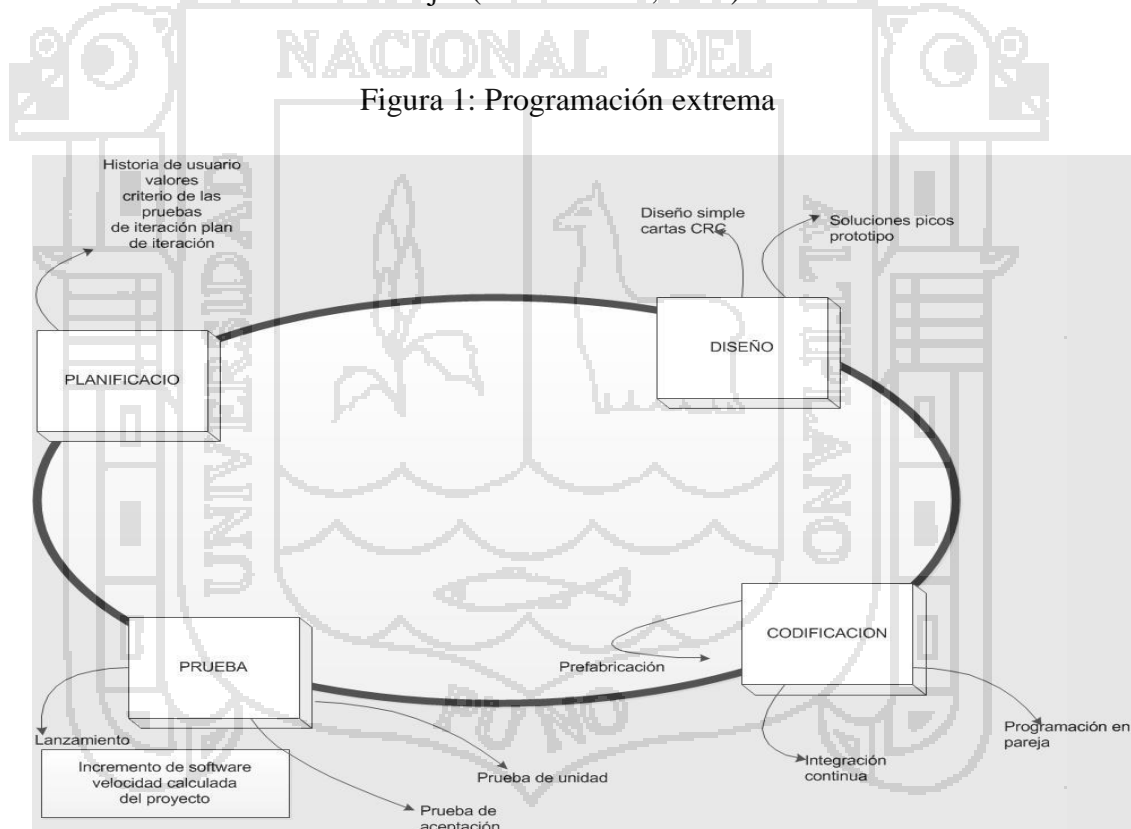 NACIONAL DEL
Figura 1: Programación extrema
Historia de usuario
valores
criterio de las
pruebas
de iteración plan
de iteración
Diseño simple
cartas CRC
Soluciones picos
prototipo
UNIVERSIDAD
ALTIPLANO
PLANIFICACIO
DISEÑO
CODIFICACION
PRUEBA
Prefabricación
Lanzamiento
Incremento de software
velocidad calculada
del proyecto
Prueba de unidad
Prueba de
aceptación
Integración
continua
Programación en
pareja
PUNO